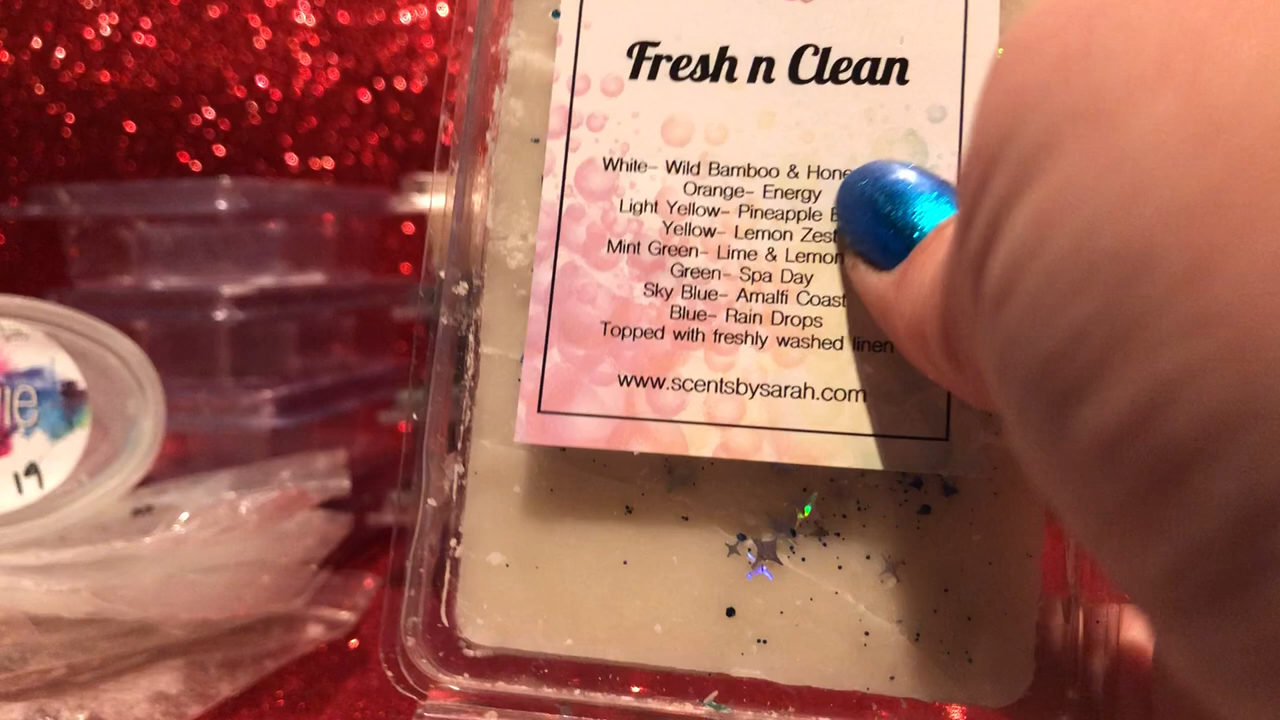 Fresh n Clean
White- Wild Bamboo &
Orange- Energy
Light Yellow- Pineapple
Yellow- Lemon Zest
Mint Green- Lime & Lemon
Green- Spa Day
Sky Blue- Amalfi Coast
Blue- Rain Drops
Topped with freshly washed linen
www.scentsbysarah.com
19